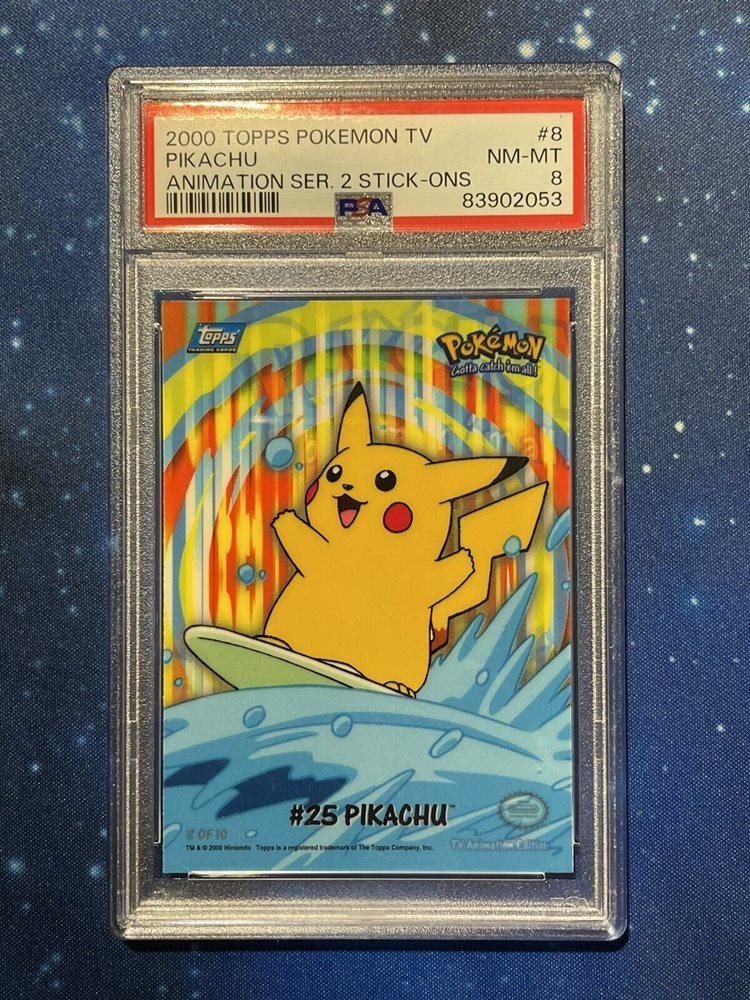 2000 TOPPS POKEMON TV #8
PIKACHU NM-MT
ANIMATION SER. 2 STICK-ONS 8
PSA 83902053
Topps
TRADING CARDS
POKéMON
Gotta catch 'em all!
#25 PIKACHU™
8 OF 10
TM & © 2000 Nintendo Topps is a registered trademark of The Topps Company, Inc.
TV Animation Edition